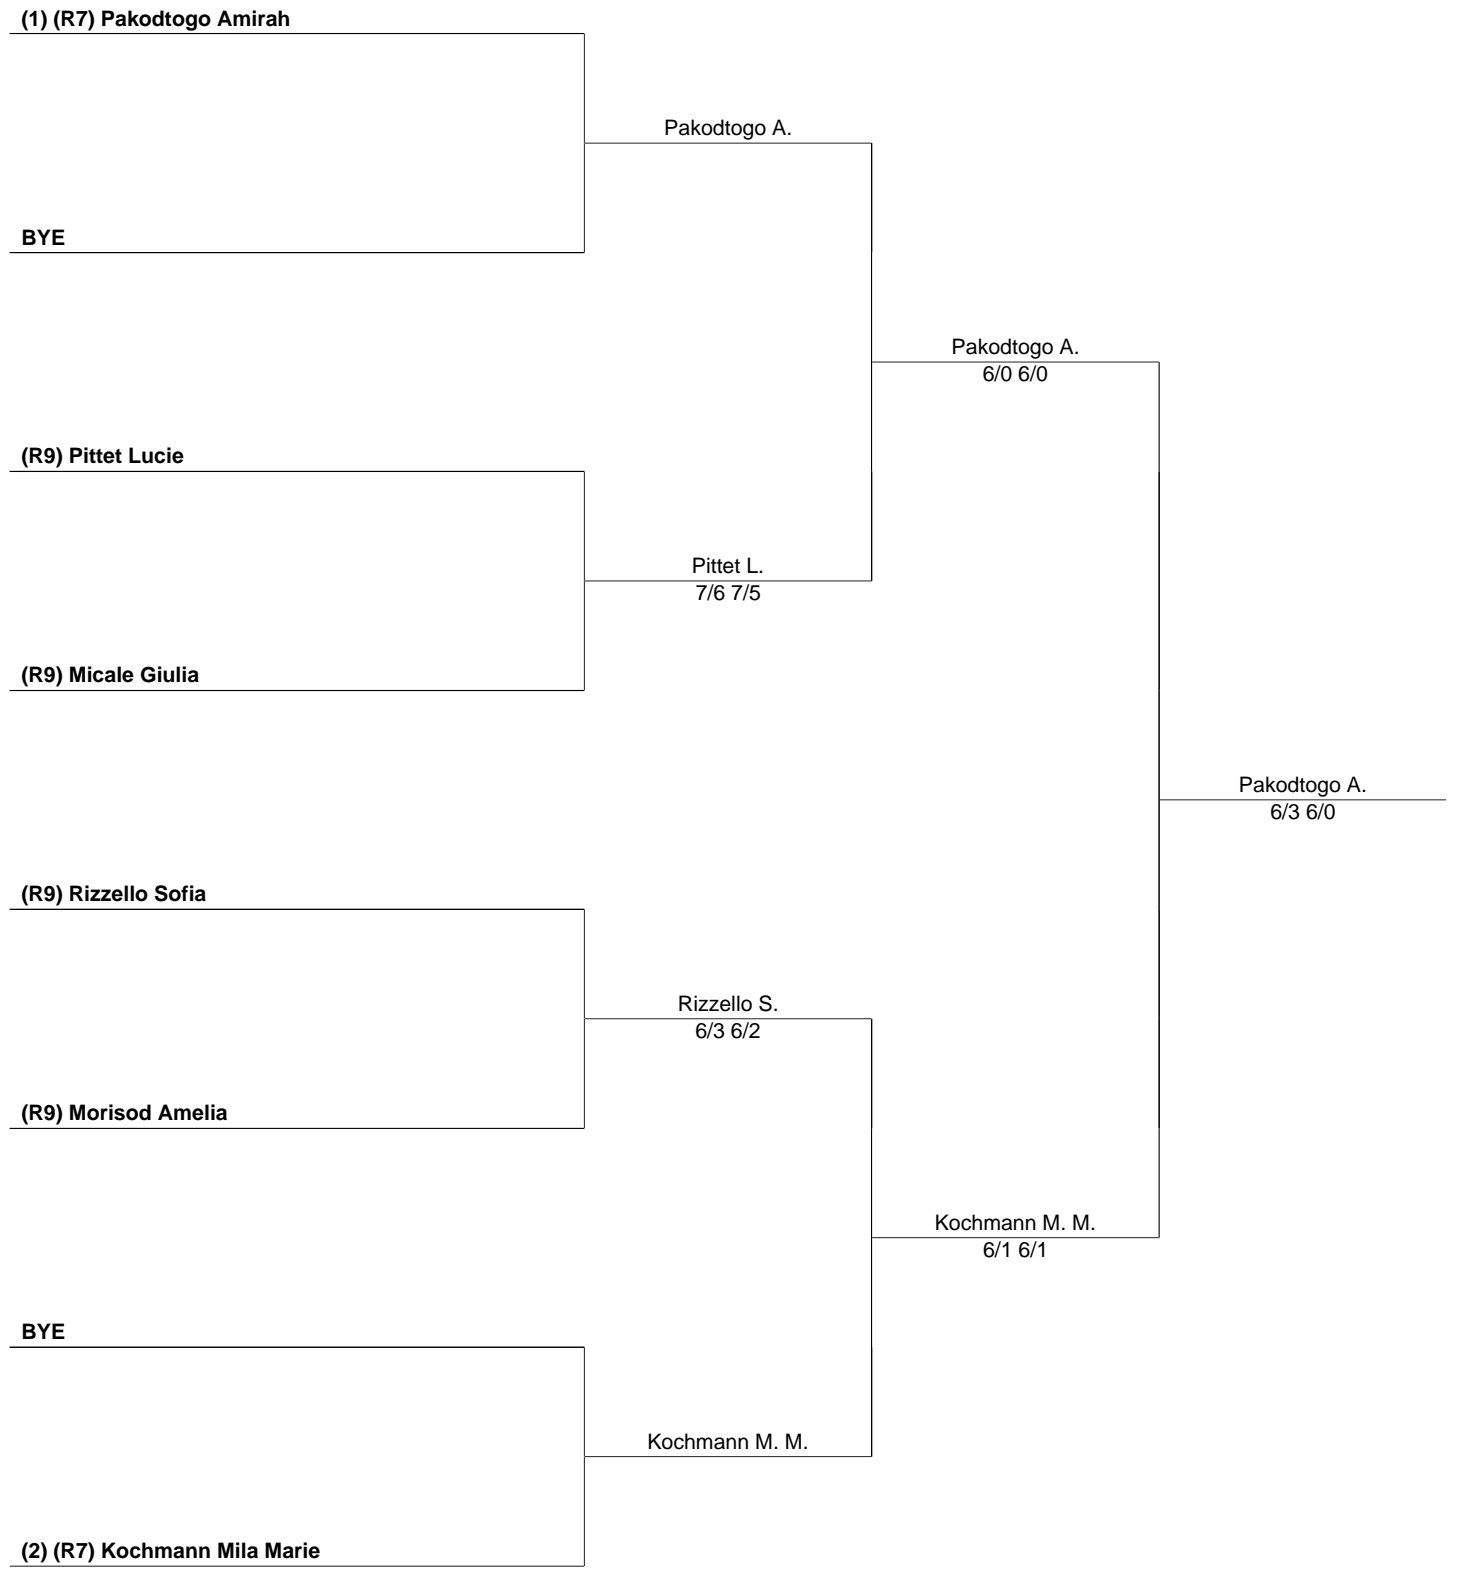 (1) (R7) Pakodtogo Amirah
Pakodtogo A.
BYE
Pakodtogo A.
6/0 6/0
(R9) Pittet Lucie
Pittet L.
7/6 7/5
(R9) Micale Giulia
Pakodtogo A.
6/3 6/0
(R9) Rizzello Sofia
Rizzello S.
6/3 6/2
(R9) Morisod Amelia
Kochmann M. M.
6/1 6/1
BYE
Kochmann M. M.
(2) (R7) Kochmann Mila Marie